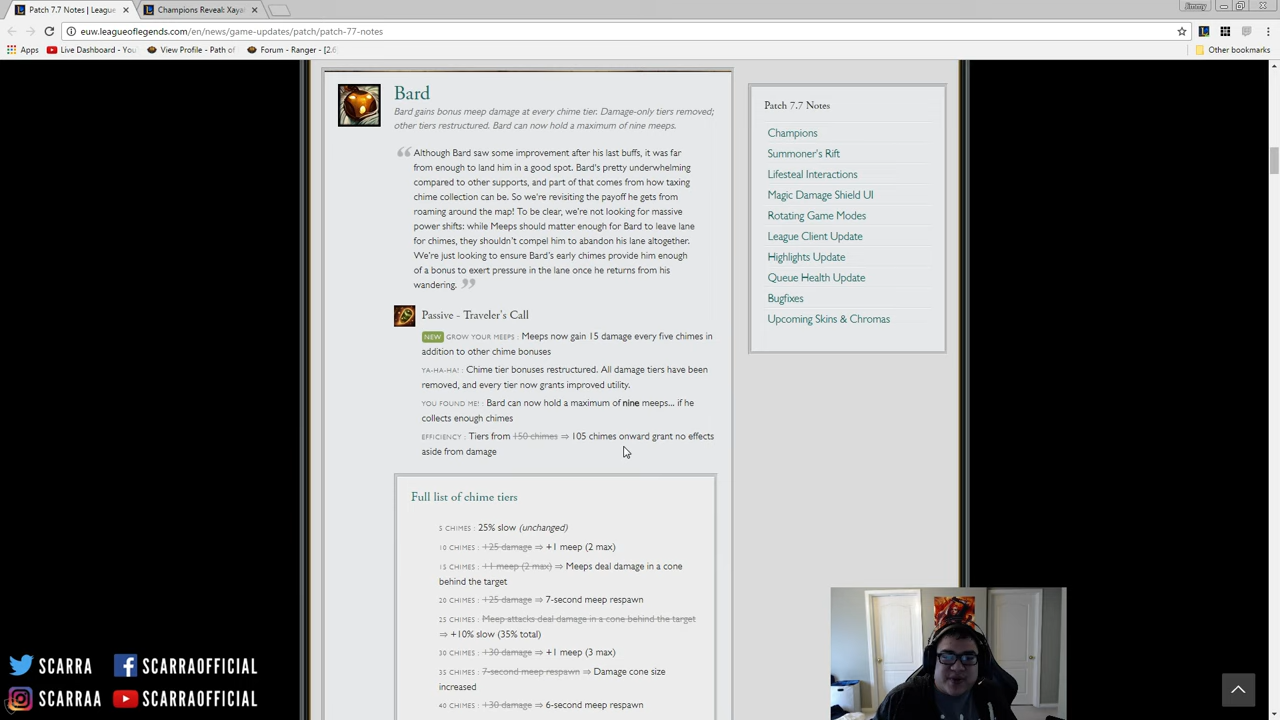 Patch 7.7 Notes | Leagu
Champions Reveal: Xaya
Jimmy
euw.leagueoflegends.com/en/news/game-updates/patch/patch-77-notes
Apps
Live Dashboard - You
View Profile - Path of
Forum - Ranger - [2.6
Other bookmarks
Bard
Bard gains bonus meep damage at every chime tier. Damage-only tiers removed;
other tiers restructured. Bard can now hold a maximum of nine meeps.
Although Bard saw some improvement after his last buffs, it was far
from enough to land him in a good spot. Bard's pretty underwhelming
compared to other supports, and part of that comes from how taxing
chime collection can be. So we're revisiting the payoff he gets from
roaming around the map! To be clear, we're not looking for massive
power shifts: while Meeps should matter enough for Bard to leave lane
for chimes, they shouldn't compel him to abandon his lane altogether.
We're just looking to ensure Bard's early chimes provide him enough
of a bonus to exert pressure in the lane once he returns from his
wandering.
Passive - Traveler's Call
NEW GROW YOUR MEEPS : Meeps now gain 15 damage every five chimes in
addition to other chime bonuses
YA-HA-HA! : Chime tier bonuses restructured. All damage tiers have been
removed, and every tier now grants improved utility.
YOU FOUND ME! : Bard can now hold a maximum of nine meeps... if he
collects enough chimes
EFFICIENCY : Tiers from 150 chimes ⇒ 105 chimes onward grant no effects
aside from damage
Full list of chime tiers
5 CHIMES : 25% slow (unchanged)
10 CHIMES : +25 damage ⇒ +1 meep (2 max)
15 CHIMES : +1 meep (2 max) ⇒ Meeps deal damage in a cone
behind the target
20 CHIMES : +25 damage ⇒ 7-second meep respawn
25 CHIMES : Meep attacks deal damage in a cone behind the target
⇒ +10% slow (35% total)
30 CHIMES : +30 damage ⇒ +1 meep (3 max)
35 CHIMES : 7-second meep respawn ⇒ Damage cone size
increased
40 CHIMES : +30 damage ⇒ 6-second meep respawn
Patch 7.7 Notes
Champions
Summoner's Rift
Lifesteal Interactions
Magic Damage Shield UI
Rotating Game Modes
League Client Update
Highlights Update
Queue Health Update
Bugfixes
Upcoming Skins & Chromas
SCARRA
SCARRAOFFICIAL
SCARRAA
SCARRAOFFICIAL